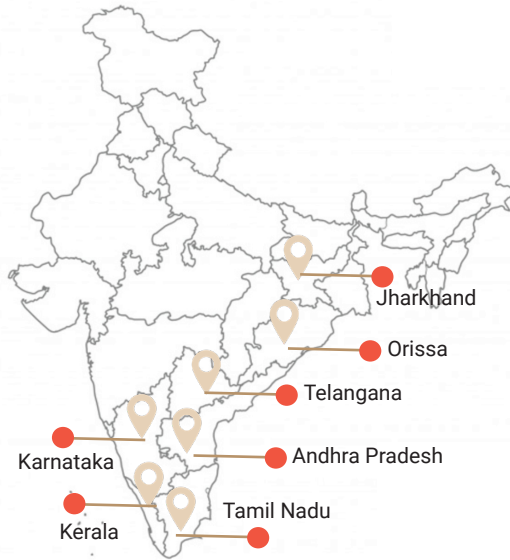 Jharkhand
Orissa
Telangana
Karnataka
Andhra Pradesh
Kerala
Tamil Nadu